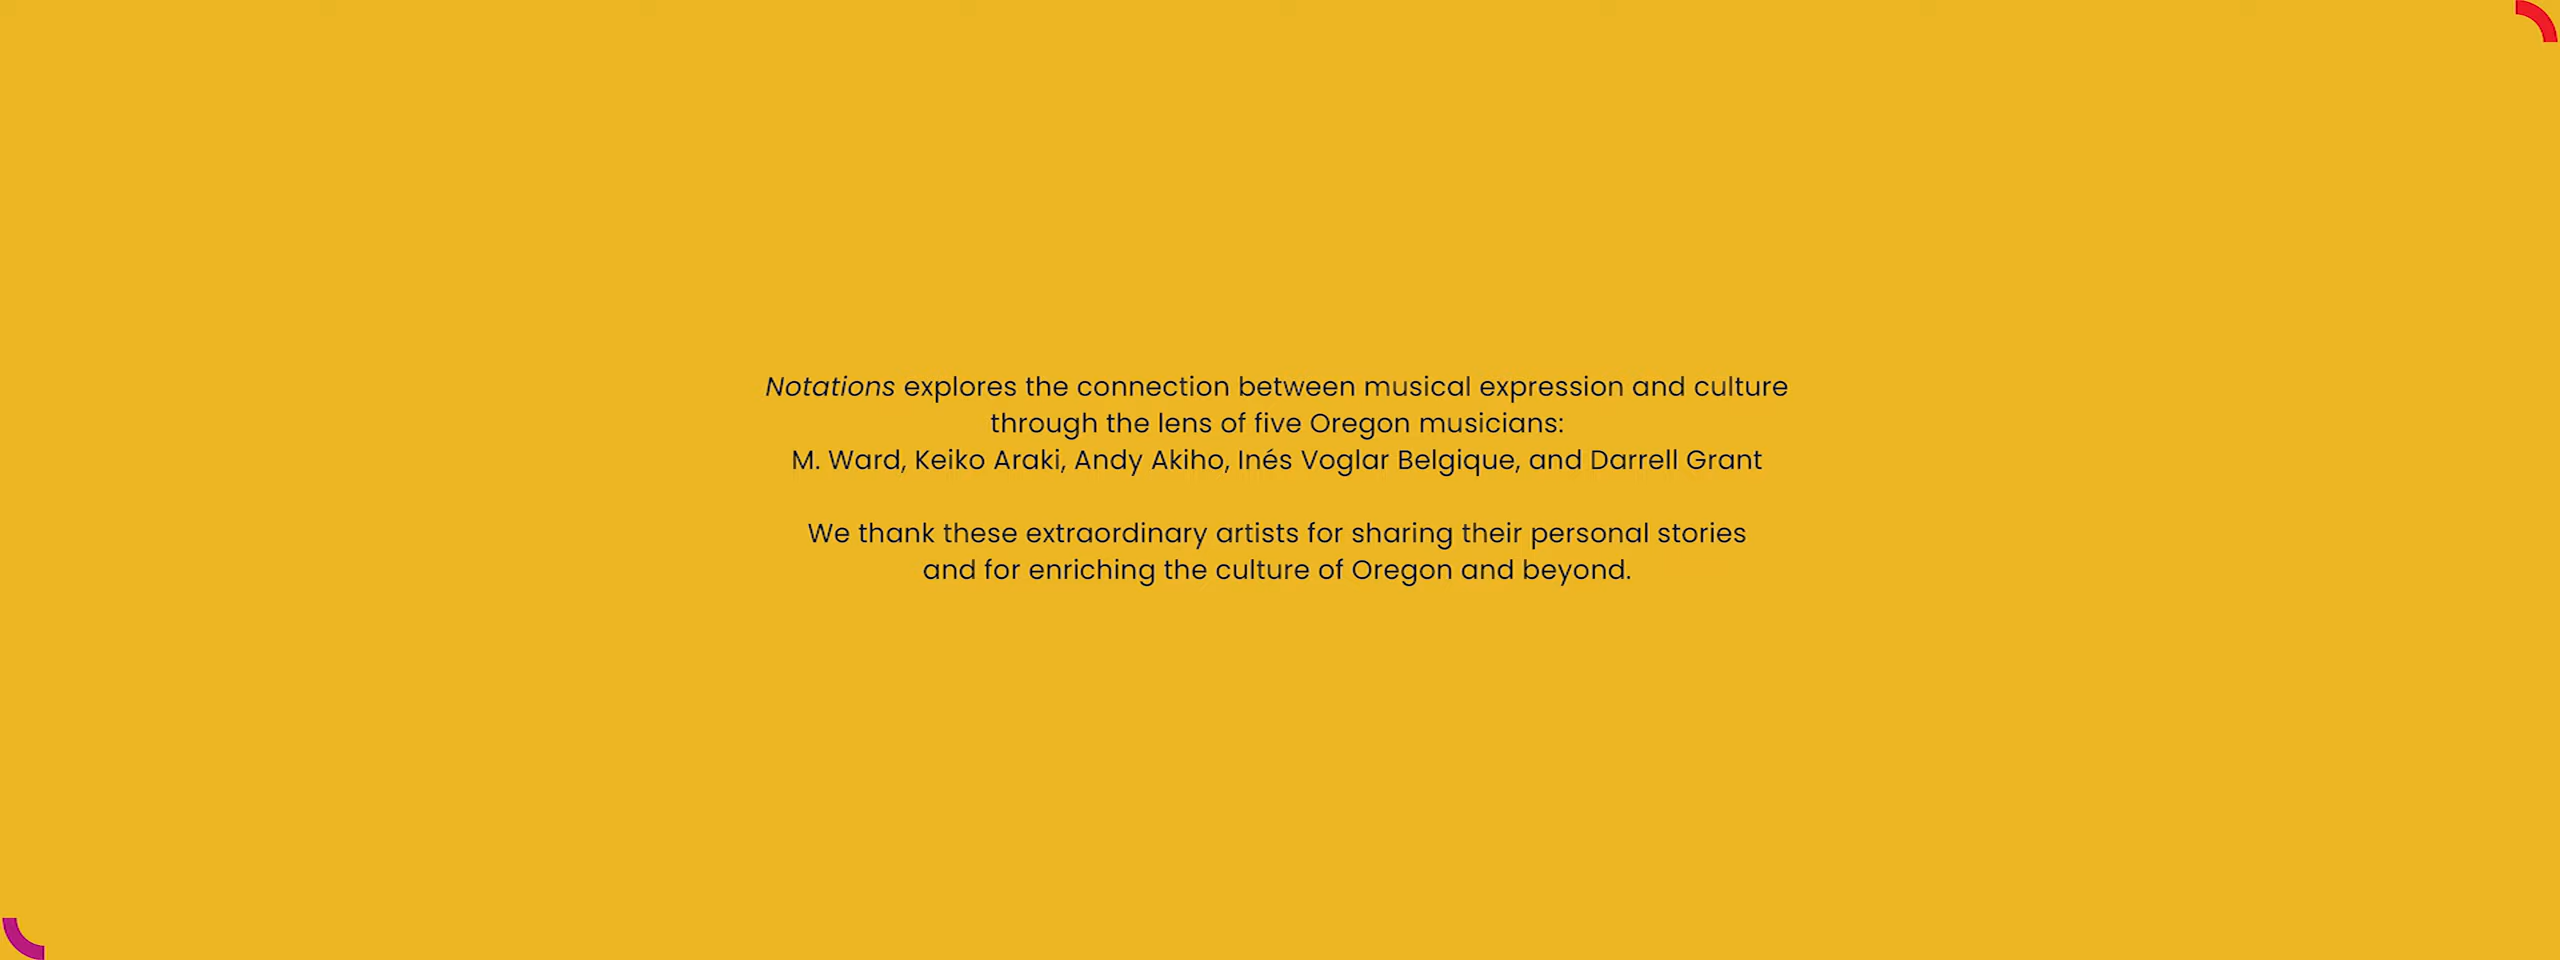 Notations explores the connection between musical expression and culture
through the lens of five Oregon musicians:
M. Ward, Keiko Araki, Andy Akiho, Inés Voglar Belgique, and Darrell Grant
We thank these extraordinary artists for sharing their personal stories
and for enriching the culture of Oregon and beyond.